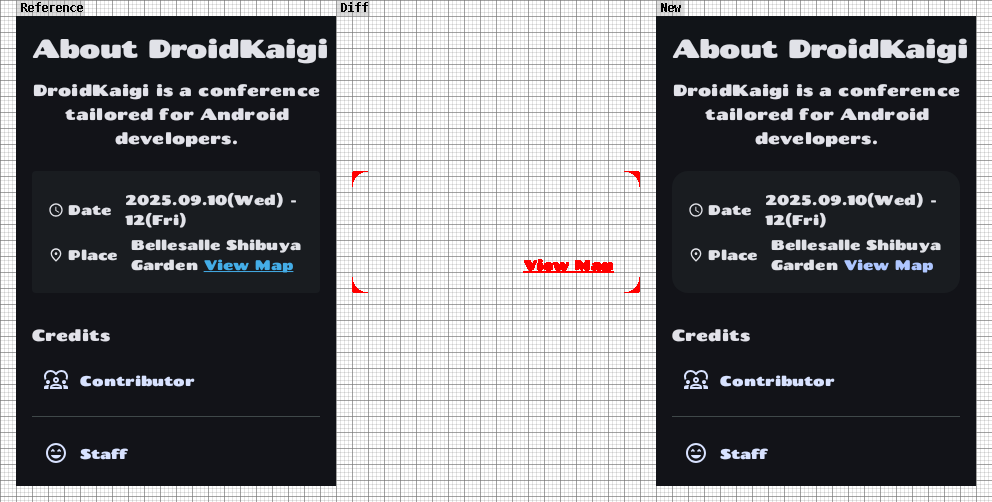 Reference
Diff
New
About DroidKaigi
DroidKaigi is a conference
tailored for Android
developers.
Date
2025.09.10(Wed) -
12(Fri)
Place
Bellesalle Shibuya
Garden View Map
Credits
Contributor
Staff
View Map
About DroidKaigi
DroidKaigi is a conference
tailored for Android
developers.
Date
2025.09.10(Wed) -
12(Fri)
Place
Bellesalle Shibuya
Garden View Map
Credits
Contributor
Staff